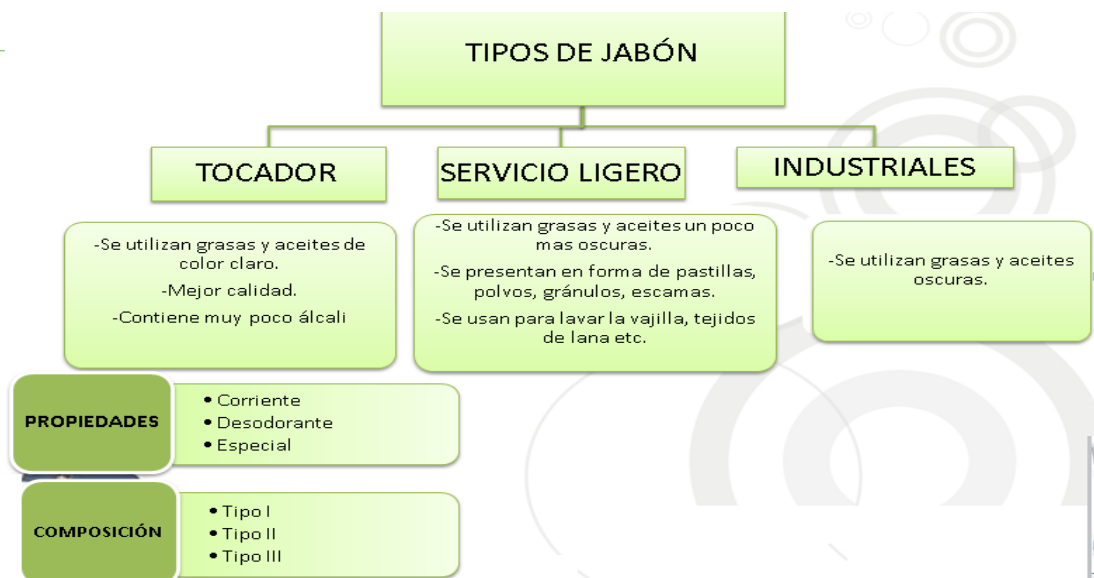 TIPOS DE JABÓN
TOCADOR
SERVICIO LIGERO
INDUSTRIALES
-Se utilizan grasas y aceites de
color claro.
-Mejor calidad.
-Contiene muy poco álcali
-Se utilizan grasas y aceites un poco
mas oscuras.
-Se presentan en forma de pastillas,
polvos, gránulos, escamas.
-Se usan para lavar la vajilla, tejidos
de lana etc.
-Se utilizan grasas y aceites
oscuras.
PROPIEDADES
• Corriente
• Desodorante
• Especial
COMPOSICIÓN
• Tipo I
• Tipo II
• Tipo III